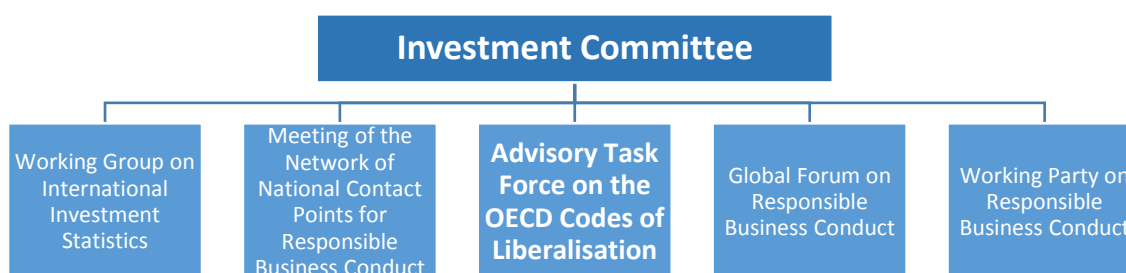 Investment Committee
Working Group on
International
Investment
Statistics
Meeting of the
Network of
National Contact
Points for
Responsible
Business Conduct
Advisory Task
Force on the
OECD Codes of
Liberalisation
Global Forum on
Responsible
Business Conduct
Working Party on
Responsible
Business Conduct